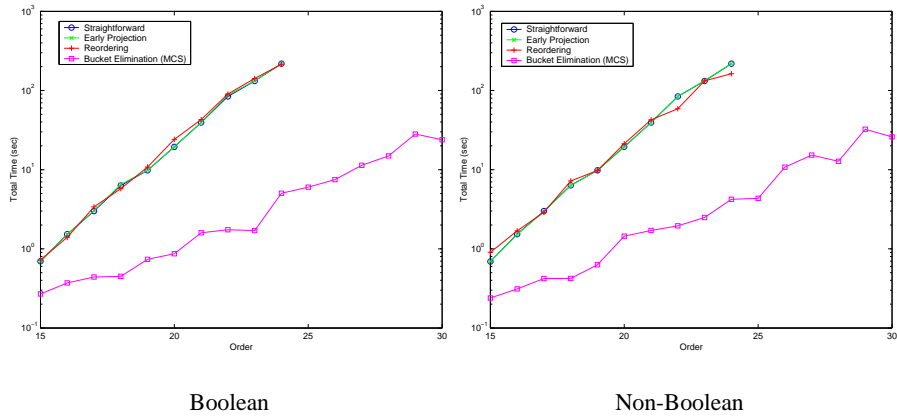 10^3
10^2
10^1
10^0
10^-1
Total Time (sec)
Straightforward
Early Projection
Reordering
Bucket Elimination (MCS)
15
20
25
30
Order
Boolean
10^3
10^2
10^1
10^0
10^-1
Total Time (sec)
Straightforward
Early Projection
Reordering
Bucket Elimination (MCS)
15
20
25
30
Order
Non-Boolean